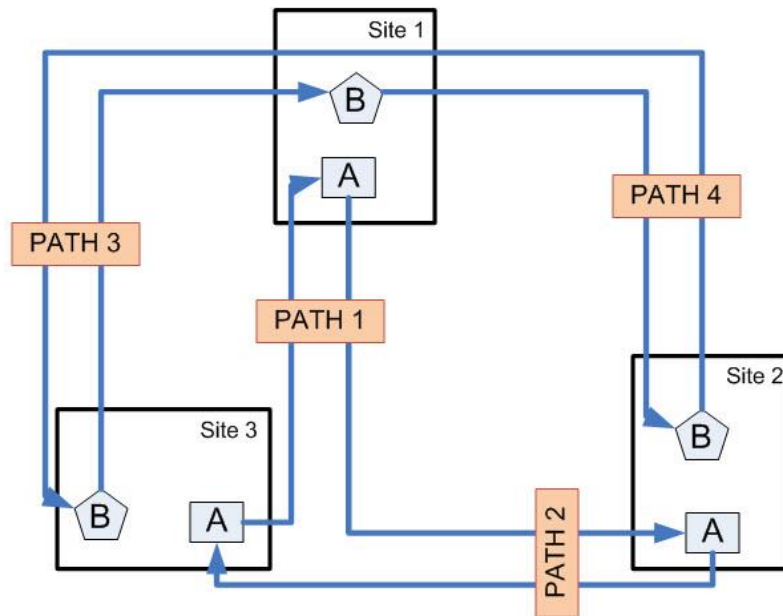 Site 1
B
A
PATH 3
PATH 4
PATH 1
Site 2
B
Site 3
B
A
A
PATH 2